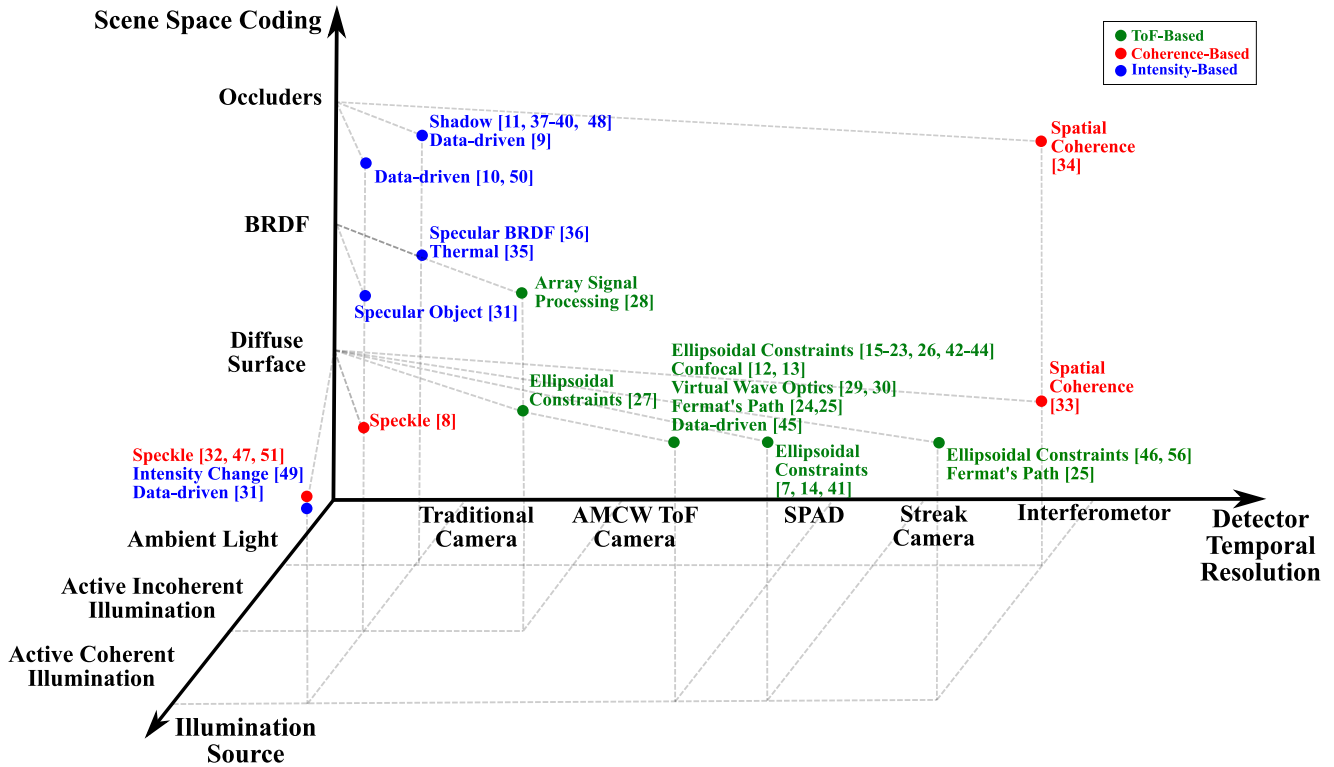 Scene Space Coding
ToF-Based
Coherence-Based
Intensity-Based
Occluders
Shadow [11, 37-40, 48]
Data-driven [9]
Data-driven [10, 50]
Spatial
Coherence
[34]
BRDF
Specular BRDF [36]
Thermal [35]
Array Signal
Processing [28]
Specular Object [31]
Diffuse
Surface
Ellipsoidal Constraints [15-23, 26, 42-44]
Confocal [12, 13]
Virtual Wave Optics [29, 30]
Fermat's Path [24,25]
Data-driven [45]
Ellipsoidal
Constraints [27]
Spatial
Coherence
[33]
Speckle [8]
Ellipsoidal
Constraints
[7, 14, 41]
Ellipsoidal Constraints [46, 56]
Fermat's Path [25]
Speckle [32, 47, 51]
Intensity Change [49]
Data-driven [31]
Traditional
Camera
AMCW ToF
Camera
SPAD
Streak
Camera
Interferometor
Detector
Temporal
Resolution
Ambient Light
Active Incoherent
Illumination
Active Coherent
Illumination
Illumination
Source